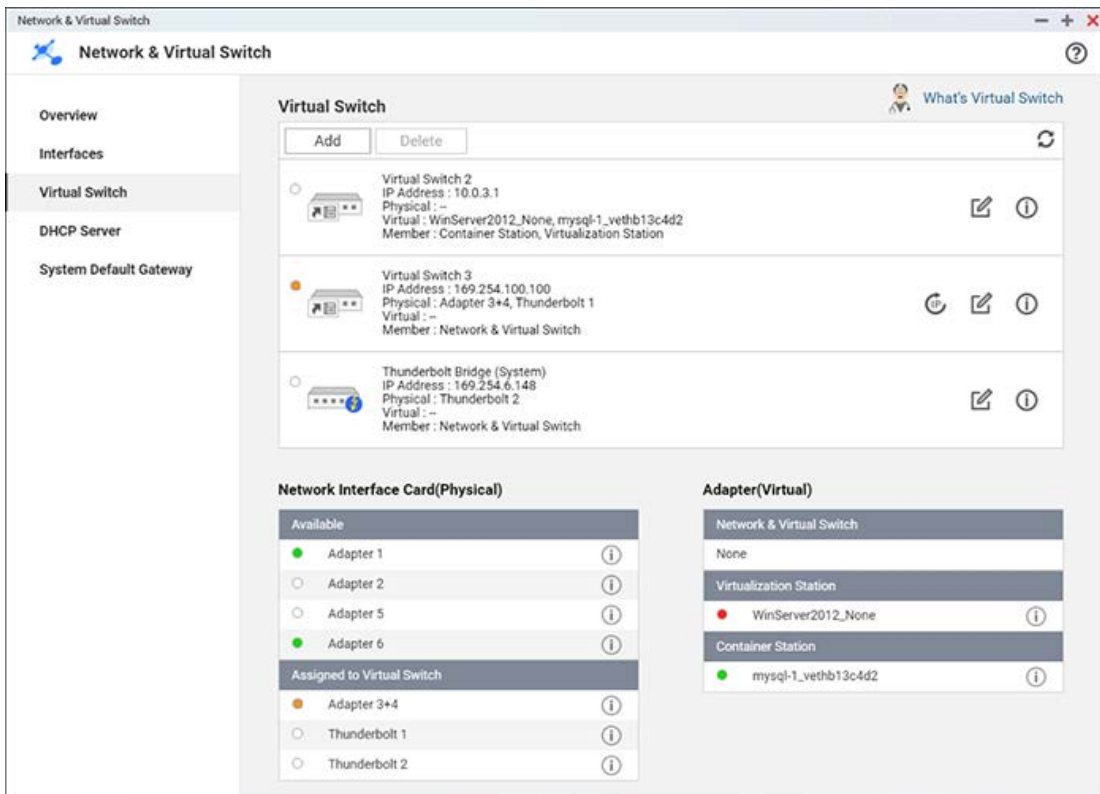 Network & Virtual Switch
Network & Virtual Switch
Overview
Interfaces
Virtual Switch
DHCP Server
System Default Gateway
Virtual Switch
What's Virtual Switch
Add
Delete
Virtual Switch 2
IP Address : 10.0.3.1
Physical : --
Virtual : WinServer2012_None, mysql-1_vethb13c4d2
Member : Container Station, Virtualization Station
Virtual Switch 3
IP Address : 169.254.100.100
Physical : Adapter 3+4, Thunderbolt 1
Virtual : --
Member : Network & Virtual Switch
IP
Thunderbolt Bridge (System)
IP Address : 169.254.6.148
Physical : Thunderbolt 2
Virtual : --
Member : Network & Virtual Switch
Network Interface Card(Physical)
Available
Adapter 1
Adapter 2
Adapter 5
Adapter 6
Assigned to Virtual Switch
Adapter 3+4
Thunderbolt 1
Thunderbolt 2
Adapter(Virtual)
Network & Virtual Switch
None
Virtualization Station
WinServer2012_None
Container Station
mysql-1_vethb13c4d2